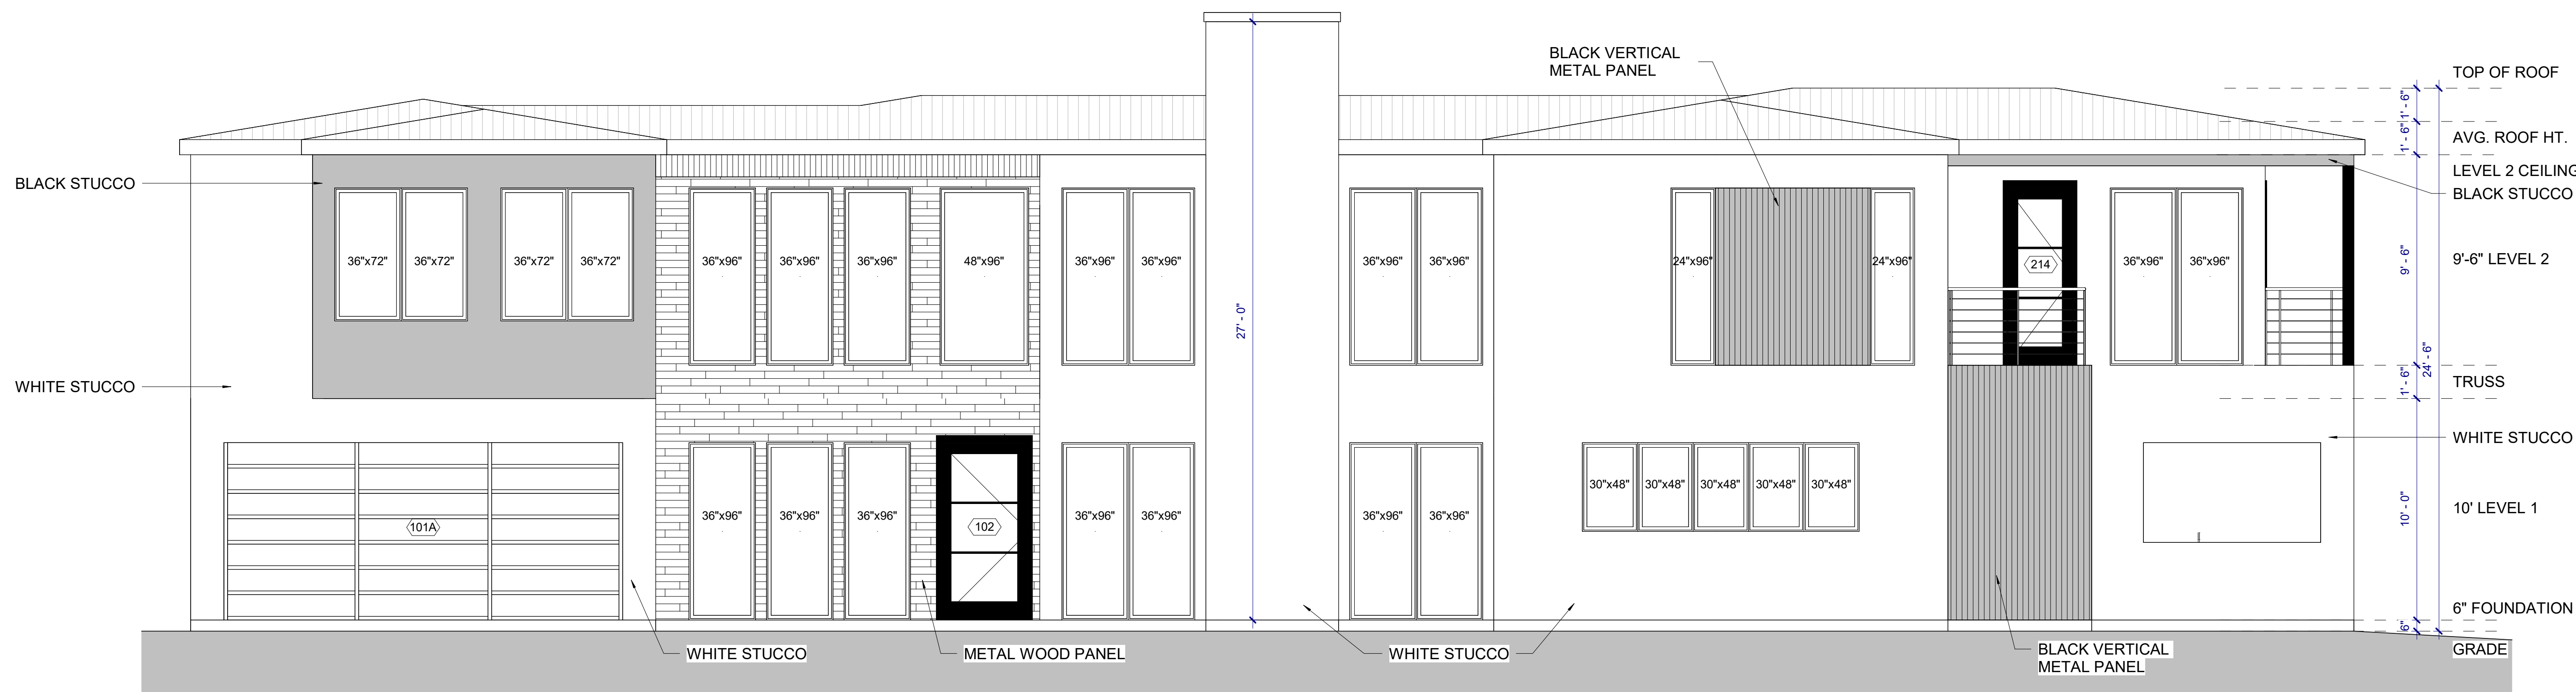 BLACK VERTICAL
METAL PANEL
TOP OF ROOF
1' - 6"
AVG. ROOF HT.
1' - 6"
LEVEL 2 CEILING
BLACK STUCCO
BLACK STUCCO
36"x72"
36"x72"
36"x72"
36"x72"
36"x96"
36"x96"
36"x96"
48"x96"
36"x96"
36"x96"
36"x96"
36"x96"
24"x96"
24"x96"
214
36"x96"
36"x96"
9' - 6"
9'-6" LEVEL 2
27' - 0"
24' - 6"
WHITE STUCCO
1' - 6"
TRUSS
WHITE STUCCO
30"x48"
30"x48"
30"x48"
30"x48"
30"x48"
101A
36"x96"
36"x96"
36"x96"
102
36"x96"
36"x96"
36"x96"
36"x96"
10' - 0"
10' LEVEL 1
6" FOUNDATION
6"
GRADE
WHITE STUCCO
METAL WOOD PANEL
WHITE STUCCO
BLACK VERTICAL
METAL PANEL